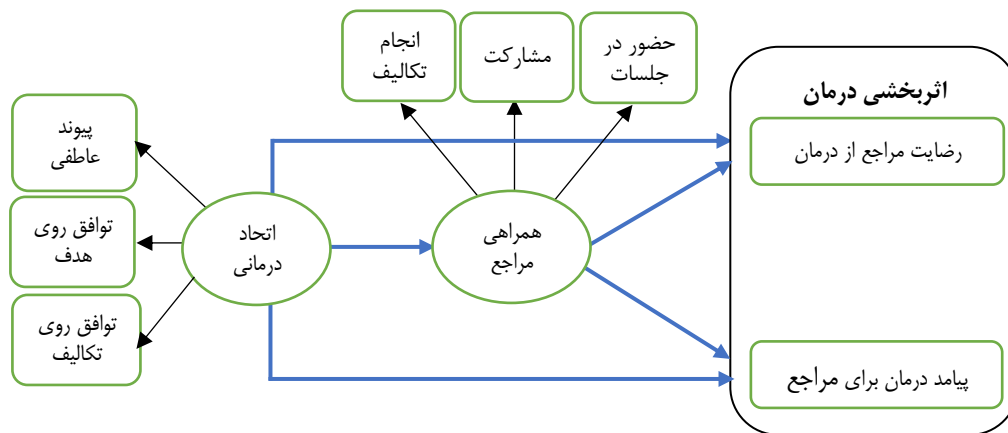 حضور در
جلسات
مشارکت
انجام
تکالیف
اثربخشی درمان
رضایت مراجع از درمان
پیامد درمان برای مراجع
همراهی
مراجع
اتحاد
درمانی
پیوند
عاطفی
توافق روی
هدف
توافق روی
تکالیف